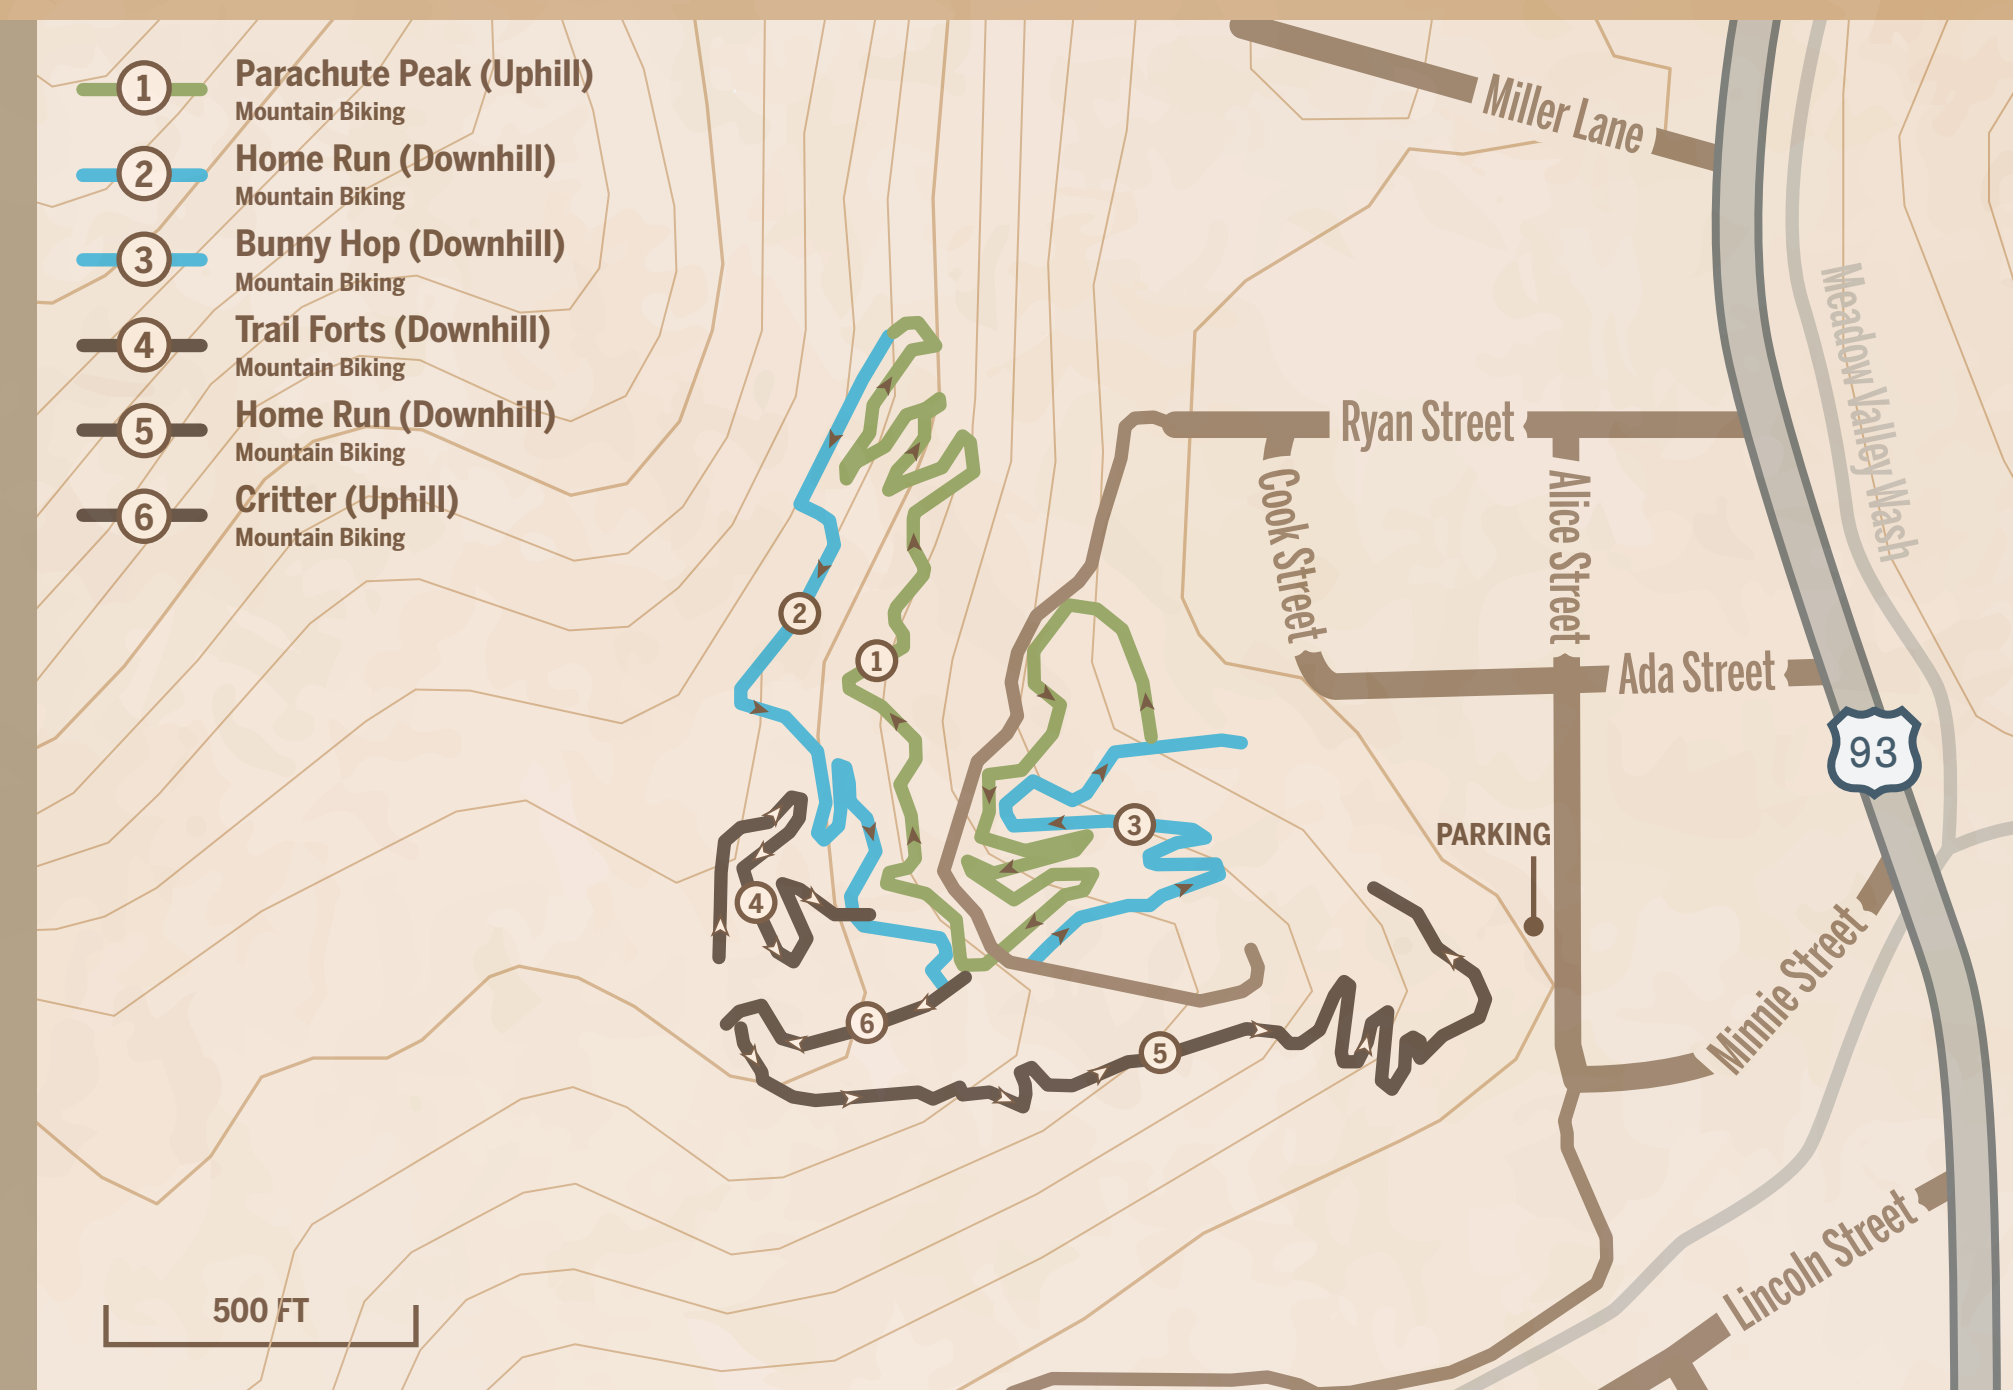 1 Parachute Peak (Uphill)
Mountain Biking
2 Home Run (Downhill)
Mountain Biking
3 Bunny Hop (Downhill)
Mountain Biking
4 Trail Forts (Downhill)
Mountain Biking
5 Home Run (Downhill)
Mountain Biking
6 Critter (Uphill)
Mountain Biking
Miller Lane
Meadow Valley Wash
Ryan Street
Cook Street
Alice Street
Ada Street
2
1
93
3
PARKING
4
6
5
Minnie Street
Lincoln Street
500 FT